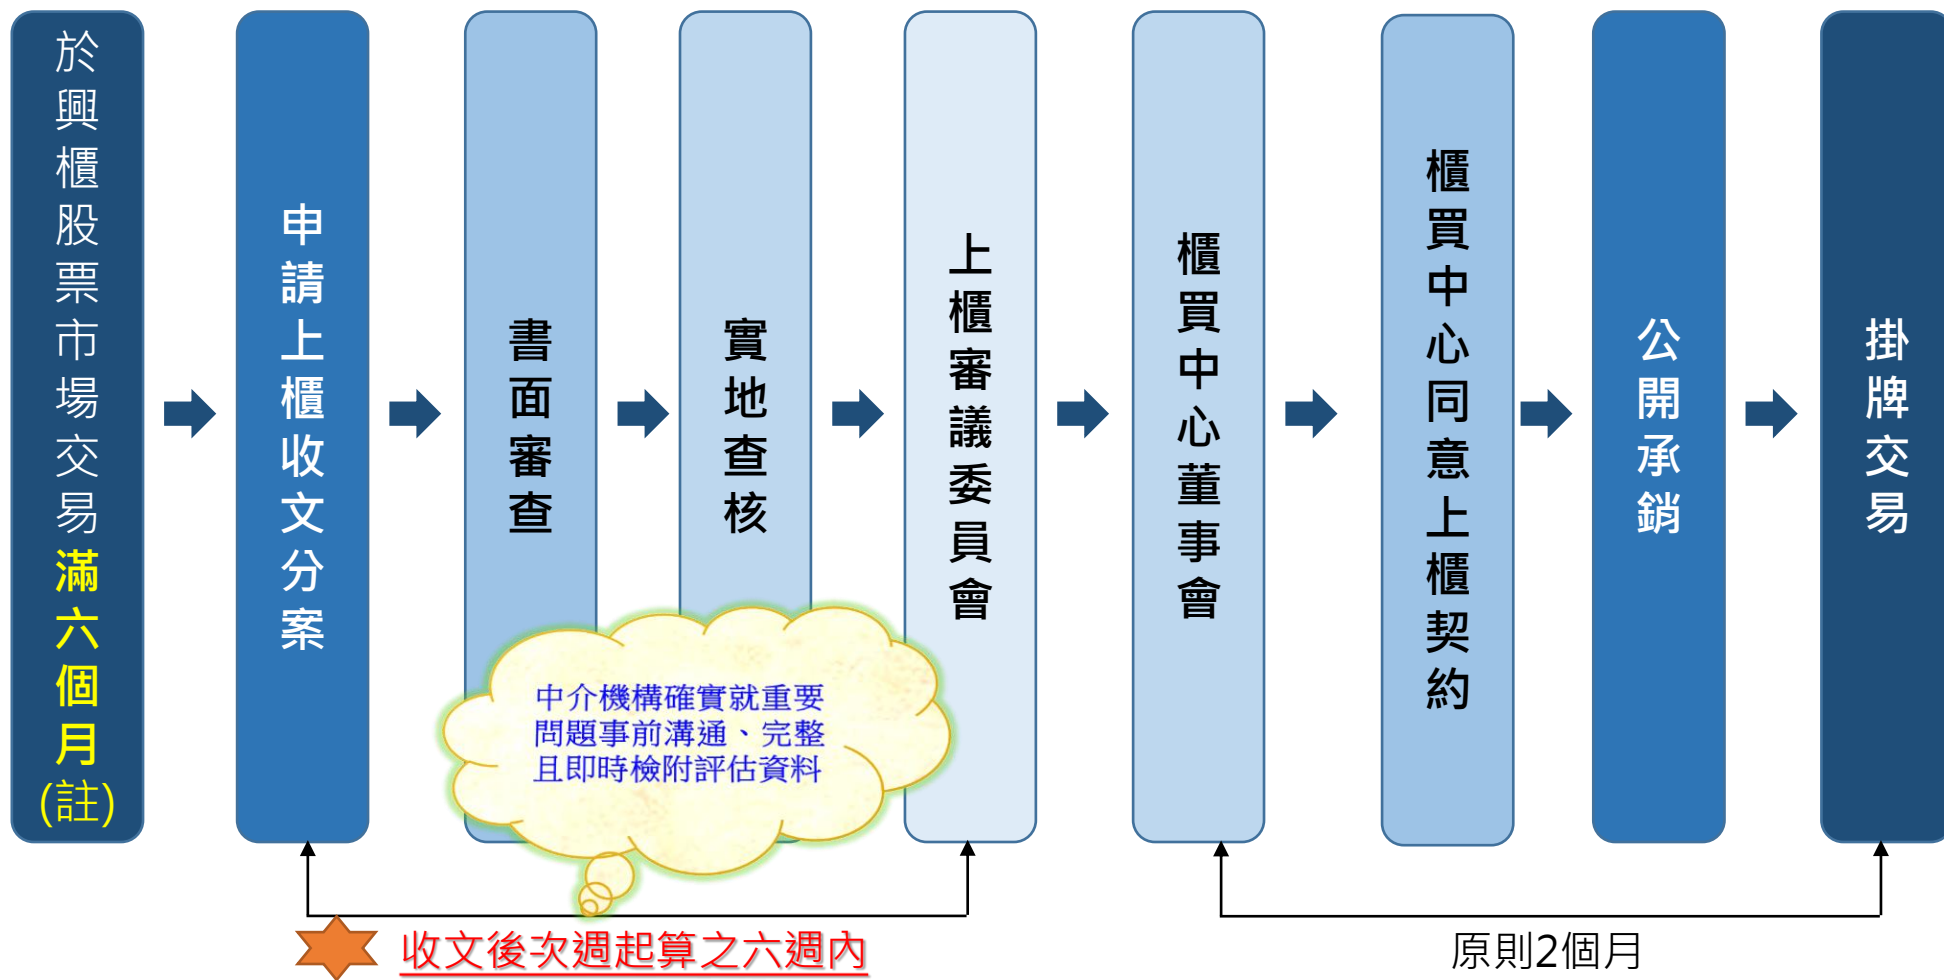 於興櫃股票市場交易滿六個月(註)
申請上櫃收文分案
書面審查
實地查核
上櫃審議委員會
櫃買中心董事會
櫃買中心同意上櫃契約
公開承銷
掛牌交易
中介機構確實就重要
問題事前溝通、完整
且即時檢附評估資料
收文後次週起算之六週內
原則2個月